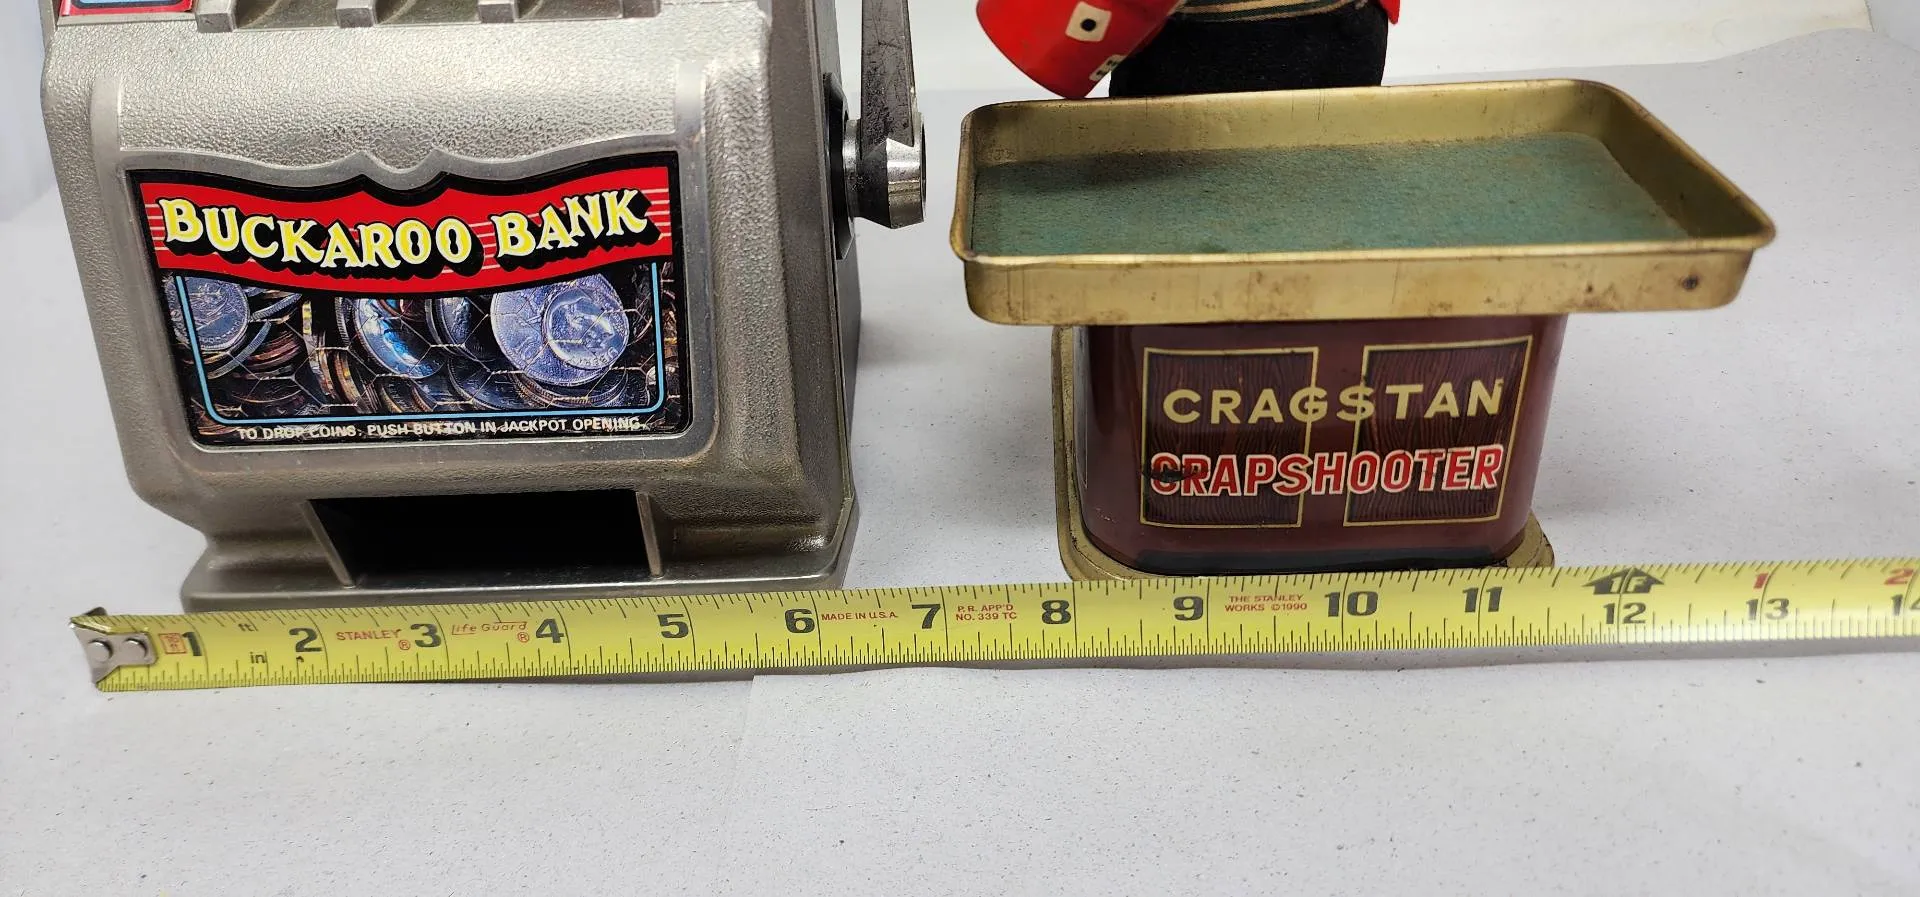 BUCKAROO BANK
TO DROP COINS, PUSH BUTTON IN JACKPOT OPENING.
CRAGSTAN
CRAPSHOOTER
1 ft. in 2 STANLEY® 3 Life Guard® 4 5 6 MADE IN U.S.A. 7 P.R. APP'D NO. 339 TC 8 9 THE STANLEY WORKS ©1990 10 11 1F 12 1 13 2 14